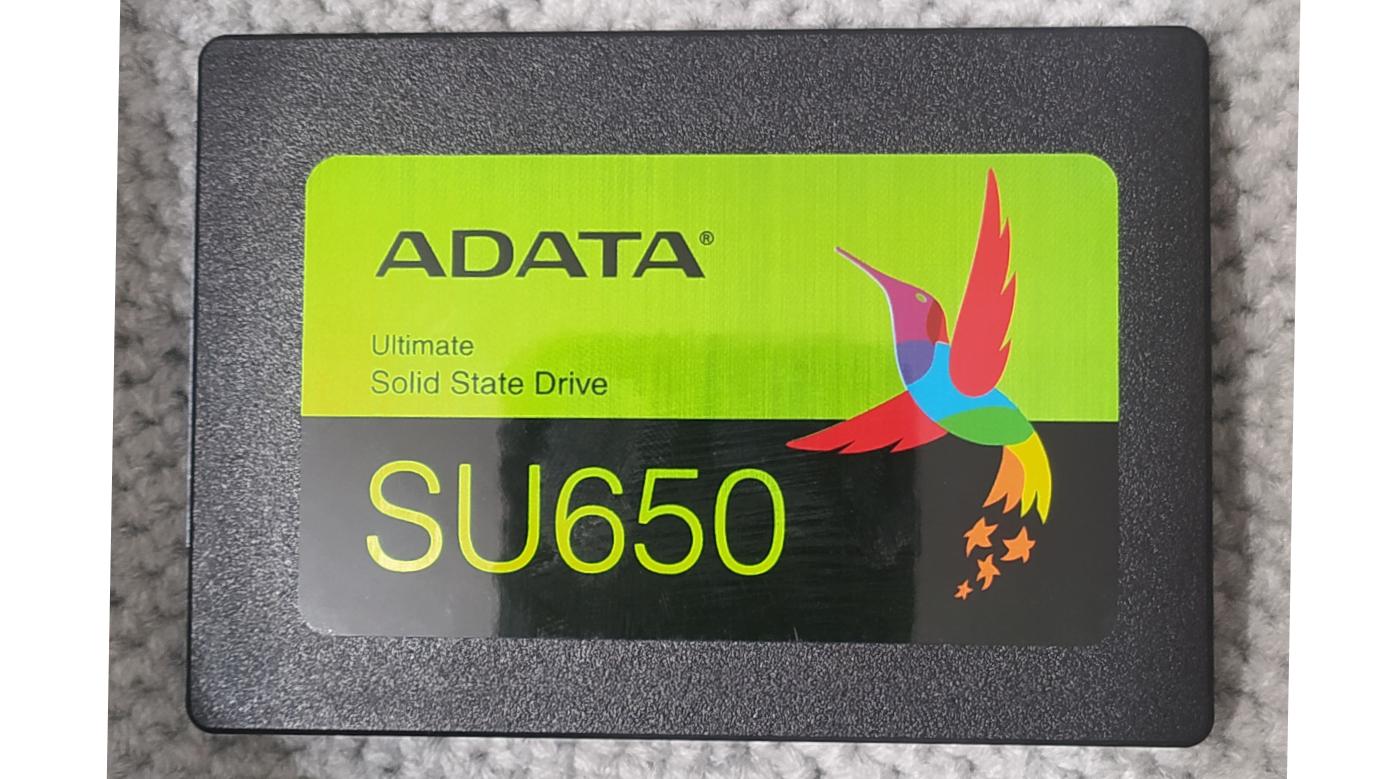 ADATA®
Ultimate
Solid State Drive
SU650